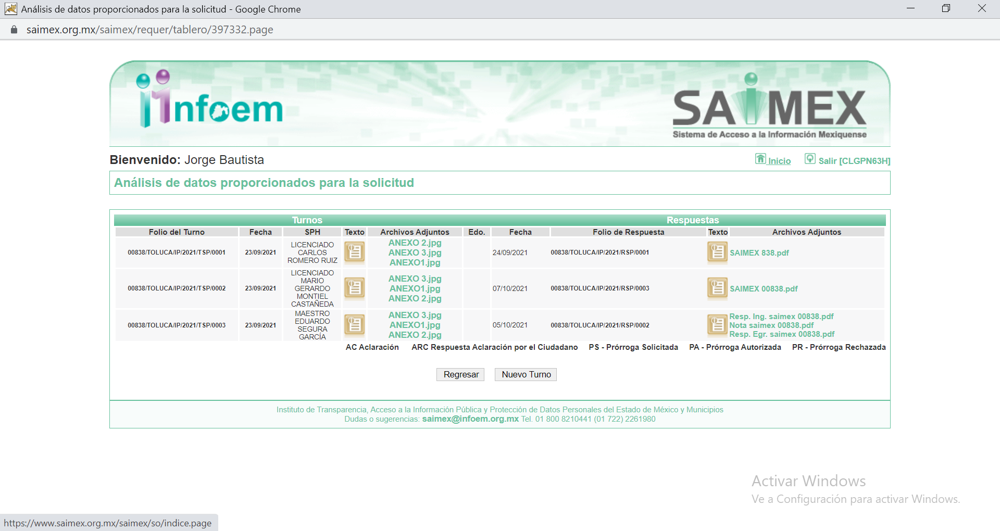 Análisis de datos proporcionados para la solicitud - Google Chrome
saimex.org.mx/saimex/requer/tablero/397332.page
infoem
SAIMEX
Sistema de Acceso a la Información Mexiquense
Bienvenido: Jorge Bautista
Inicio
Salir [CLGPN63H]
Análisis de datos proporcionados para la solicitud
Turnos
Respuestas
Folio del Turno Fecha SPH Texto Archivos Adjuntos Edo. Fecha Folio de Respuesta Texto Archivos Adjuntos
00838/TOLUCA/IP/2021/TSP/0001
23/09/2021
LICENCIADO
CARLOS
ROMERO RUIZ
ANEXO 2.jpg
ANEXO 3.jpg
ANEXO1.jpg
24/09/2021
00838/TOLUCA/IP/2021/RSP/0001
SAIMEX 838.pdf
00838/TOLUCA/IP/2021/TSP/0002
23/09/2021
LICENCIADO
MARIO
GERARDO
MONTIEL
CASTAÑEDA
ANEXO 3.jpg
ANEXO1.jpg
ANEXO 2.jpg
07/10/2021
00838/TOLUCA/IP/2021/RSP/0003
SAIMEX 00838.pdf
00838/TOLUCA/IP/2021/TSP/0003
23/09/2021
MAESTRO
EDUARDO
SEGURA
GARCÍA
ANEXO 3.jpg
ANEXO1.jpg
ANEXO 2.jpg
05/10/2021
00838/TOLUCA/IP/2021/RSP/0002
Resp. Ing. saimex 00838.pdf
Nota saimex 00838.pdf
Resp. Egr. saimex 00838.pdf
AC Aclaración ARC Respuesta Aclaración por el Ciudadano PS - Prórroga Solicitada PA - Prórroga Autorizada PR - Prórroga Rechazada
Regresar
Nuevo Turno
Instituto de Transparencia, Acceso a la Información Pública y Protección de Datos Personales del Estado de México y Municipios
Dudas o sugerencias: saimex@infoem.org.mx Tel. 01 800 8210441 (01 722) 2261980
Activar Windows
Ve a Configuración para activar Windows.
https://www.saimex.org.mx/saimex/so/indice.page